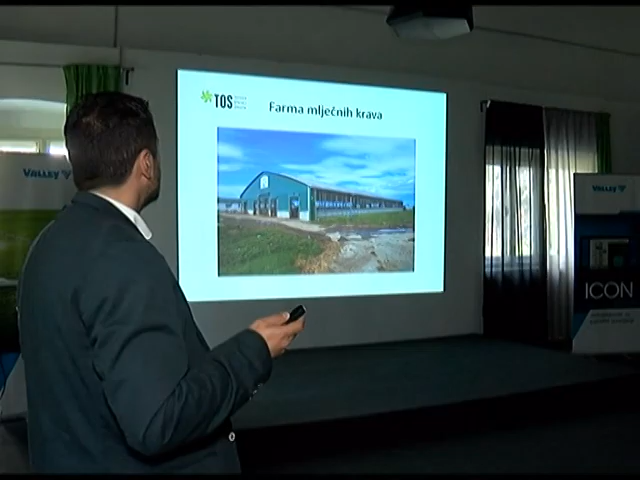 TOS
Farma mlječnih krava
VALLEY
VALLEY
ICON